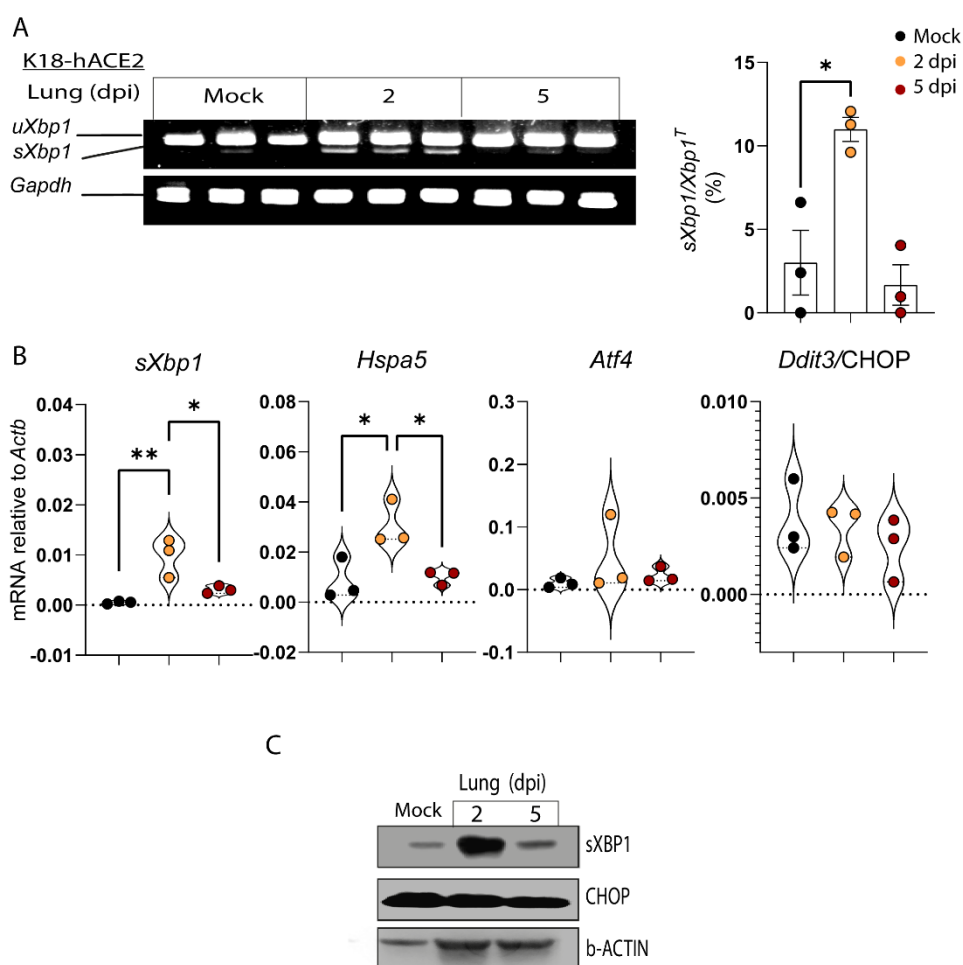 A
K18-hACE2
Lung (dpi)
Mock 2 5
uXbp1
sXbp1
Gapdh
Mock
2 dpi
5 dpi
*
sXbp1/Xbp1ᵀ
(%)
15
10
5
0
B
sXbp1
Hspa5
Atf4
Ddit3/CHOP
mRNA relative to Actb
0.04
0.03
0.02
0.01
0.00
-0.01
** *
0.08
0.06
0.04
0.02
0.00
-0.02
* *
0.3
0.2
0.1
0.0
-0.1
0.010
0.005
0.000
C
Lung (dpi)
Mock 2 5
sXBP1
CHOP
b-ACTIN